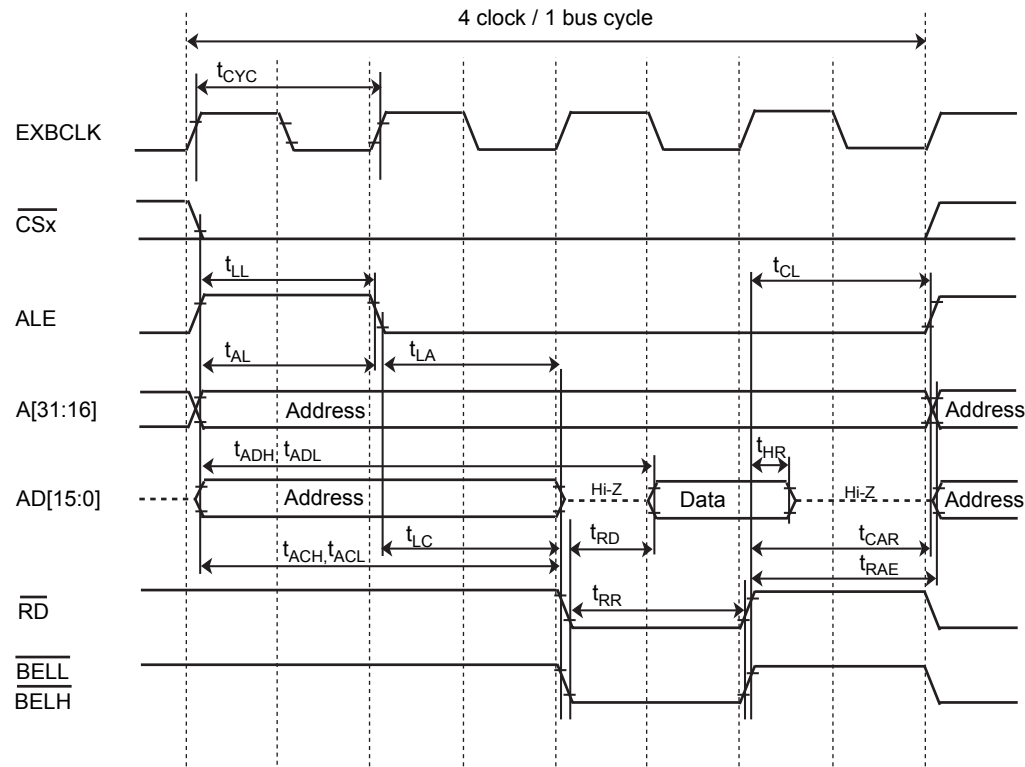 4 clock / 1 bus cycle
tCYC
EXBCLK
CSx
tLL
tCL
ALE
tAL
tLA
A[31:16]
Address
Address
tADH, tADL
tHR
AD[15:0]
Address
Hi-Z
Data
Hi-Z
Address
tLC
tRD
tCAR
tACH,tACL
tRAE
RD
tRR
BELL
BELH